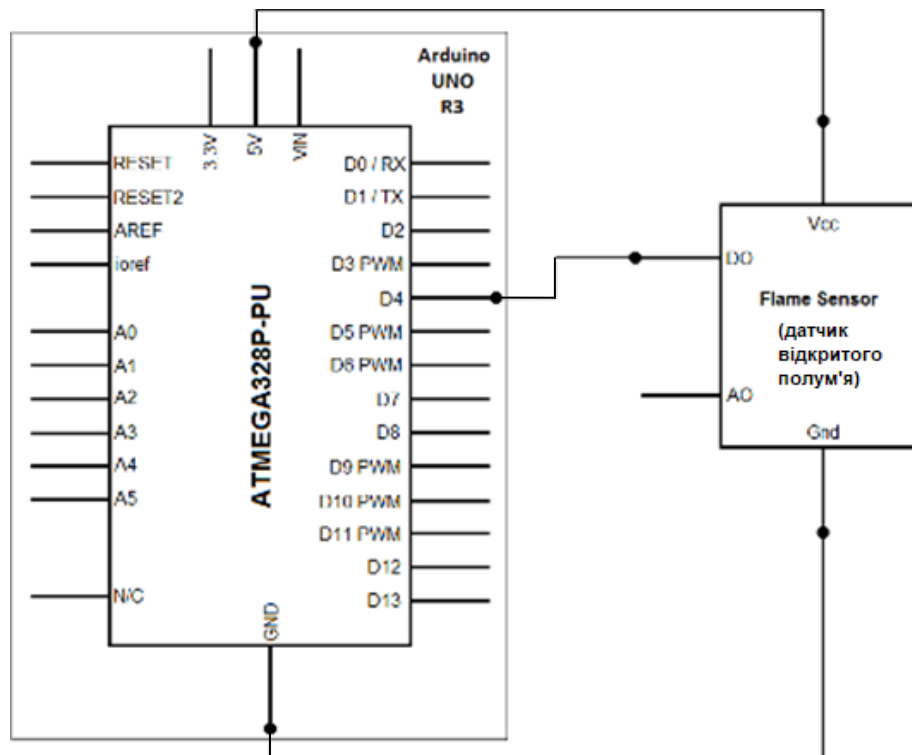 Arduino
UNO
R3
3.3V
5V
VIN
RESET
RESET2
AREF
ioref
A0
A1
A2
A3
A4
A5
N/C
ATMEGA328P-PU
D0 / RX
D1 / TX
D2
D3 PWM
D4
D5 PWM
D6 PWM
D7
D8
D9 PWM
D10 PWM
D11 PWM
D12
D13
GND
Vcc
DO
Flame Sensor
(датчик
відкритого
полум'я)
AO
Gnd